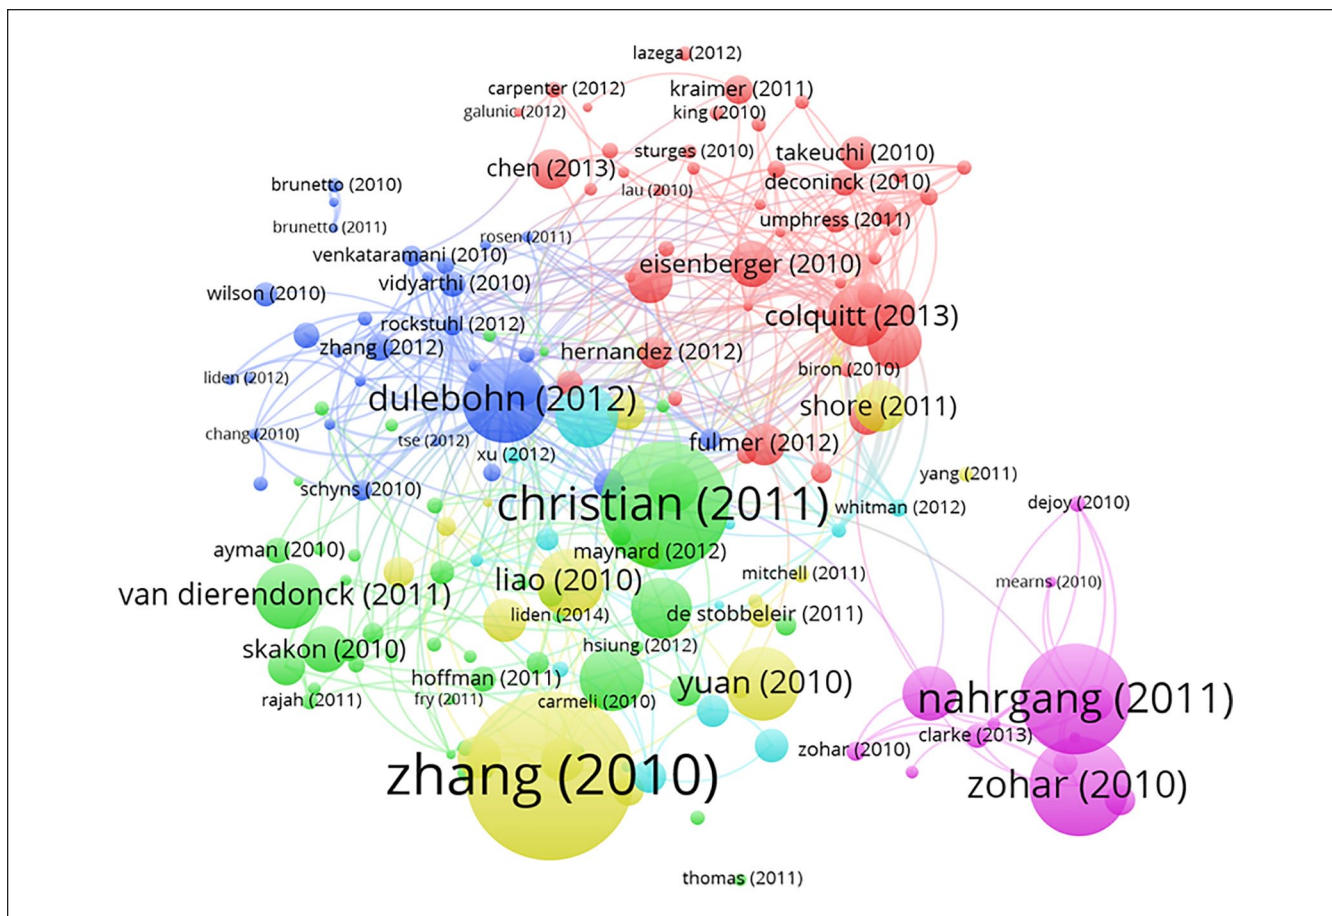 lazega (2012)
carpenter (2012)
kraimer (2011)
galunic (2012)
king (2010)
sturges (2010)
takeuchi (2010)
chen (2013)
deconinck (2010)
brunetto (2010)
lau (2010)
umphress (2011)
brunetto (2011)
rosen (2011)
venkataramani (2010)
eisenberger (2010)
vidyarthi (2010)
wilson (2010)
colquitt (2013)
rockstuhl (2012)
zhang (2012)
hernandez (2012)
biron (2010)
liden (2012)
dulebohn (2012)
shore (2011)
chang (2010)
tse (2012)
fulmer (2012)
xu (2012)
yang (2011)
schyns (2010)
christian (2011)
whitman (2012)
dejoy (2010)
ayman (2010)
maynard (2012)
mitchell (2011)
liao (2010)
mearns (2010)
van dierendonck (2011)
liden (2014)
de stobbeleir (2011)
skakon (2010)
hsiung (2012)
hoffman (2011)
yuan (2010)
rajah (2011)
fry (2011)
carmeli (2010)
nahrgang (2011)
clarke (2013)
zohar (2010)
zhang (2010)
zohar (2010)
thomas (2011)